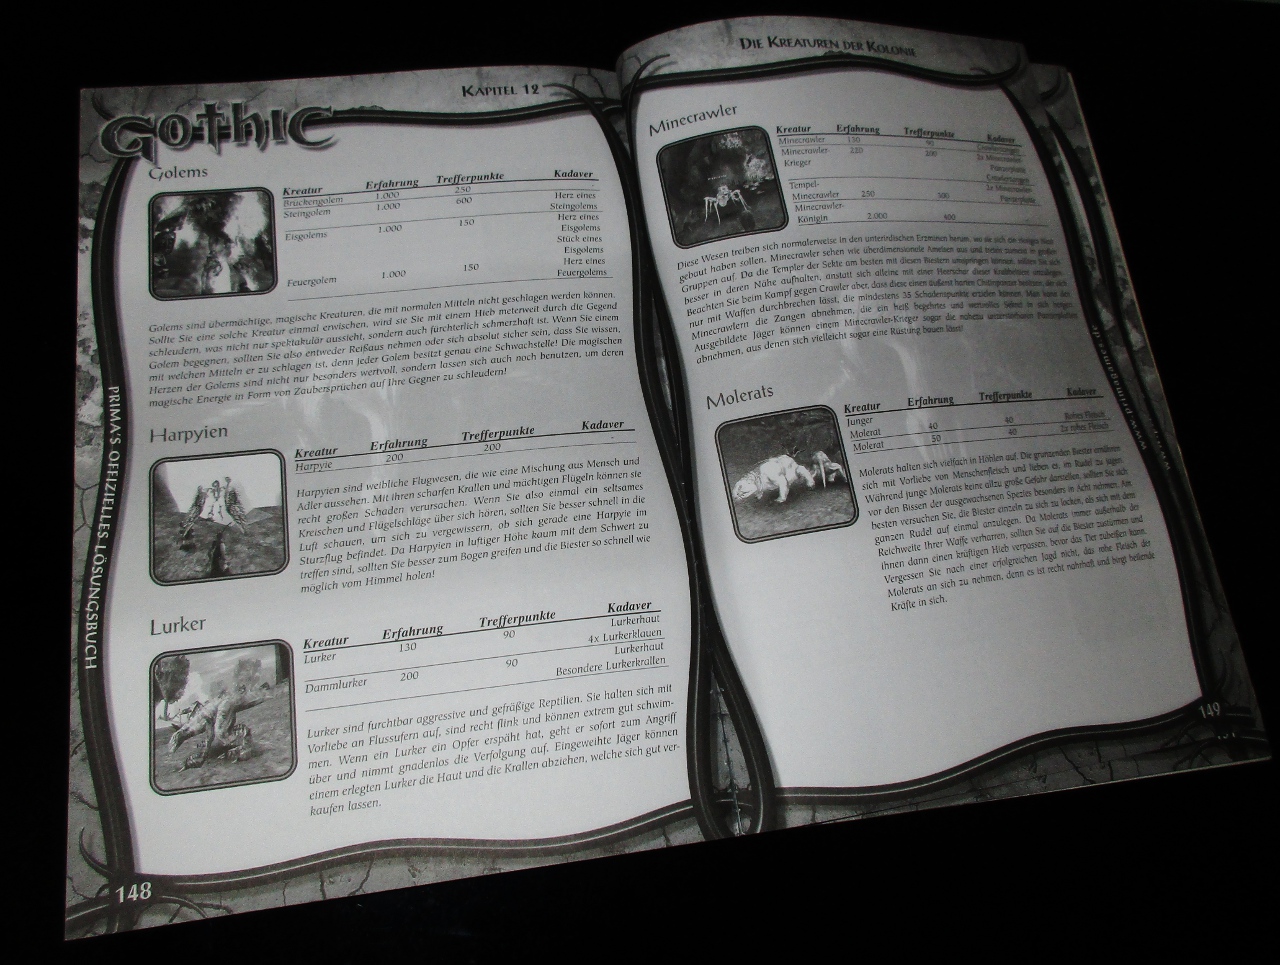 KAPITEL 12
GOTHIC
Golems
Kreatur Erfahrung Trefferpunkte Kadaver
Brückengolem 1.000 250 -
Steingolem 1.000 600 Herz eines
Steingolems
Eisgolems 1.000 150 Herz eines
Eisgolems
Stück eines
Eisgolems
Feuergolem 1.000 150 Herz eines
Feuergolems
Golems sind übermächtige, magische Kreaturen, die mit normalen Mitteln nicht geschlagen werden können.
Sollte Sie eine solche Kreatur einmal erwischen, wird sie Sie mit einem Hieb meterweit durch die Gegend
schleudern, was nicht nur spektakulär aussieht, sondern auch fürchterlich schmerzhaft ist. Wenn Sie einem
Golem begegnen, sollten Sie also entweder Reißaus nehmen oder sich absolut sicher sein, dass Sie wissen,
mit welchen Mitteln er zu schlagen ist, denn jeder Golem besitzt genau eine Schwachstelle! Die magischen
Herzen der Golems sind nicht nur besonders wertvoll, sondern lassen sich auch noch benutzen, um deren
magische Energie in Form von Zaubersprüchen auf Ihre Gegner zu schleudern!
Harpyien
Kreatur Erfahrung Trefferpunkte Kadaver
Harpyie 200 200 -
Harpyien sind weibliche Flugwesen, die wie eine Mischung aus Mensch und
Adler aussehen. Mit ihren scharfen Krallen und mächtigen Flügeln können sie
recht großen Schaden verursachen. Wenn Sie also einmal ein seltsames
Kreischen und Flügelschläge über sich hören, sollten Sie besser schnell in die
Luft schauen, um sich zu vergewissern, ob sich gerade eine Harpyie im
Sturzflug befindet. Da Harpyien in luftiger Höhe kaum mit dem Schwert zu
treffen sind, sollten Sie besser zum Bogen greifen und die Biester so schnell wie
möglich vom Himmel holen!
Lurker
Kreatur Erfahrung Trefferpunkte Kadaver
Lurker 130 90 Lurkerhaut
4x Lurkerklauen
Dammlurker 200 90 Lurkerhaut
Besondere Lurkerkrallen
Lurker sind furchtbar aggressive und gefräßige Reptilien. Sie halten sich mit
Vorliebe an Flussufern auf, sind recht flink und können extrem gut schwim-
men. Wenn ein Lurker ein Opfer erspäht hat, geht er sofort zum Angriff
über und nimmt gnadenlos die Verfolgung auf. Eingeweihte Jäger können
einem erlegten Lurker die Haut und die Krallen abziehen, welche sich gut ver-
kaufen lassen.
PRIMA'S OFFIZIELLES LÖSUNGSBUCH
148
DIE KREATUREN DER KOLONIE
Minecrawler
Kreatur Erfahrung Trefferpunkte Kadaver
Minecrawler 150 90
Minecrawler- 220 200 2x Minecrawler
Krieger Panzerplatte
Tempel-
Minecrawler 250 300 Panzerplatte
Minecrawler-
Königin 2.000 400
Diese Wesen treiben sich normalerweise in den unterirdischen Erzminen herum, wo sie sich ein
gebaut haben sollen. Minecrawler sehen wie überdimensionale Ameisen aus und treten zumeist in großen
Gruppen auf. Da die Templer der Sekte am besten mit diesen Biestern umspringen können, sollten Sie sich
besser in deren Nähe aufhalten, anstatt sich alleine mit einer Heerschar dieser Krabbeltiere anzulegen.
Beachten Sie beim Kampf gegen Crawler aber, dass diese einen äußerst harten Chitinpanzer besitzen, der sich
nur mit Waffen durchbrechen lässt, die mindestens 35 Schadenspunkte erzielen können. Man kann den
Minecrawlern die Zangen abnehmen, die ein heiß begehrtes und wertvolles Sekret in sich bergen.
Ausgebildete Jäger können einem Minecrawler-Krieger sogar die nahezu unzerstörbaren Panzerplatten
abnehmen, aus denen sich vielleicht sogar eine Rüstung bauen lässt!
Molerats
Kreatur Erfahrung Trefferpunkte Kadaver
Junger
Molerat 40 40 Rohes Fleisch
Molerat 50 40 2x rohes Fleisch
Molerats halten sich vielfach in Höhlen auf. Die grunzenden Biester ernähren
sich mit Vorliebe von Menschenfleisch und lieben es, im Rudel zu jagen.
Während junge Molerats keine allzu große Gefahr darstellen, sollten Sie sich
vor den Bissen der ausgewachsenen Spezies besonders in Acht nehmen. Am
besten versuchen Sie, die Biester einzeln zu sich zu locken, als sich mit dem
ganzen Rudel auf einmal anzulegen. Da Molerats immer außerhalb der
Reichweite Ihrer Waffe verharren, sollten Sie auf die Biester zustürmen und
ihnen dann einen kräftigen Hieb verpassen, bevor das Tier zubeißen kann.
Vergessen Sie nach einer erfolgreichen Jagd nicht, das rohe Fleisch der
Molerats an sich zu nehmen, denn es ist recht nahrhaft und birgt heilende
Kräfte in sich.
www.primagames.de
149